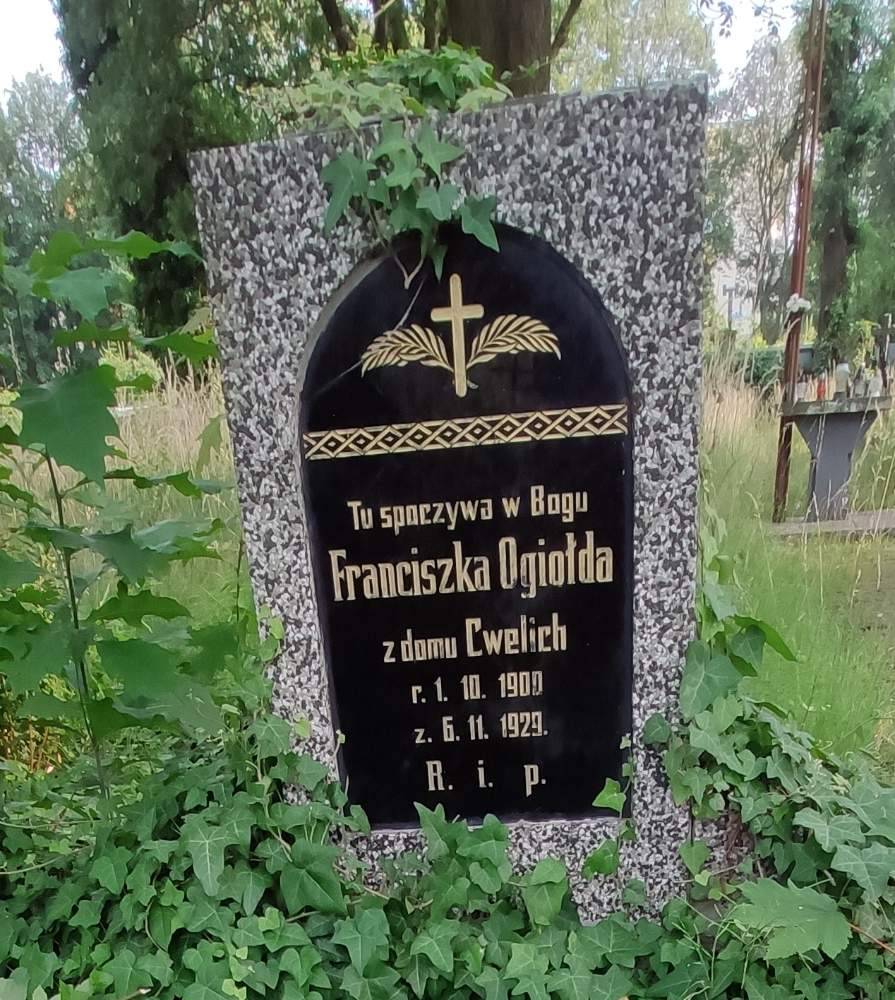 Tu spoczywa w Bogu
Franciszka Ogiołda
z domu Cwelich
r. 1. 10. 1900
z. 6. 11. 1929.
R. i. p.